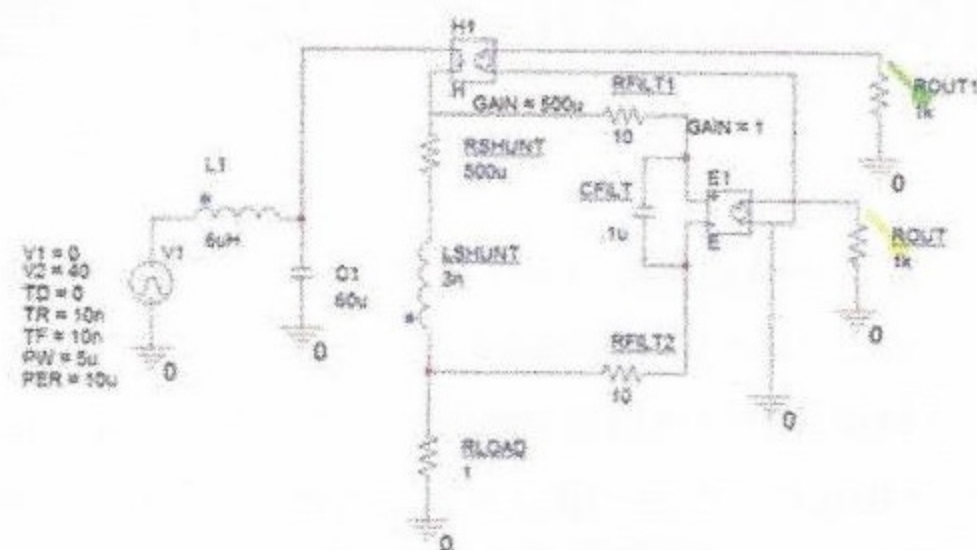 H1
H
GAIN = 500u
RFILT1
10
GAIN = 1
ROUT1
1k
0
RSHUNT
500u
L1
6uH
CFILT
.1u
E1
E
ROUT
1k
0
V1 = 0
V2 = 40
TD = 0
TR = 10n
TF = 10n
PW = 5u
PER = 10u
V1
0
C1
60u
0
LSHUNT
3n
RFILT2
10
0
RLOAD
1
0